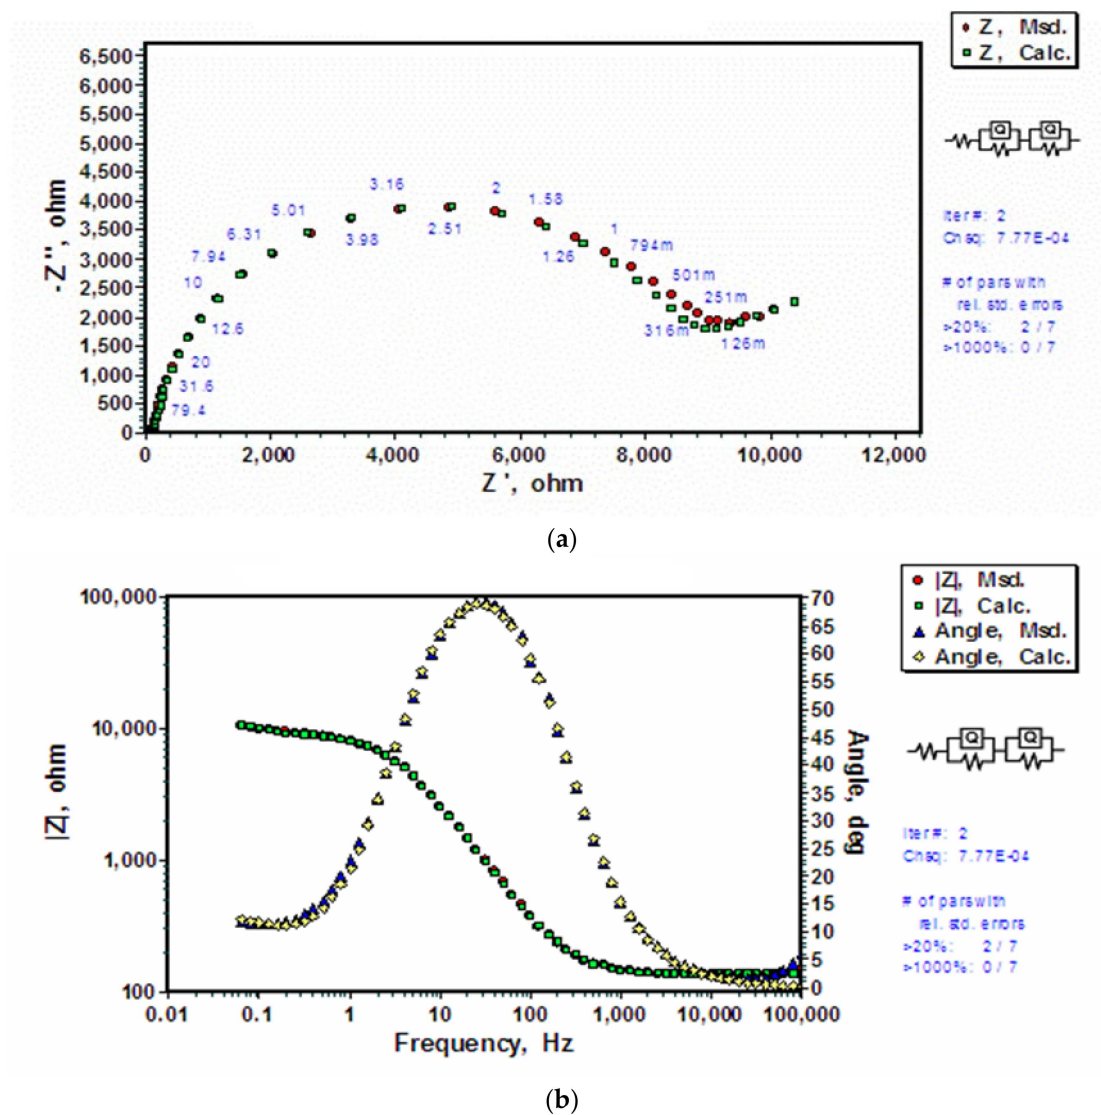 Z, Msd.
Z, Calc.
6,500
6,000
5,500
5,000
4,500
4,000
3,500
3,000
2,500
2,000
1,500
1,000
500
0
-Z'', ohm
3.16
2
1.58
5.01
1
6.31
3.98
2.51
1.26
794m
7.94
501m
10
251m
12.6
316m
126m
20
31.6
79.4
Q
Q
Iter #: 2
Chsq: 7.77E-04
# of pars with
rel. std. errors
>20%: 2 / 7
>1000%: 0 / 7
0
2,000
4,000
6,000
8,000
10,000
12,000
Z ', ohm
(a)
|Z|, Msd.
|Z|, Calc.
Angle, Msd.
Angle, Calc.
100,000
10,000
1,000
100
|Z|, ohm
70
65
60
55
50
45
40
35
30
25
20
15
10
5
0
Angle, deg
Q
Q
Iter #: 2
Chsq: 7.77E-04
# of pars with
rel. std. errors
>20%: 2 / 7
>1000%: 0 / 7
0.01
0.1
1
10
100
1,000
10,000
100,000
Frequency, Hz
(b)